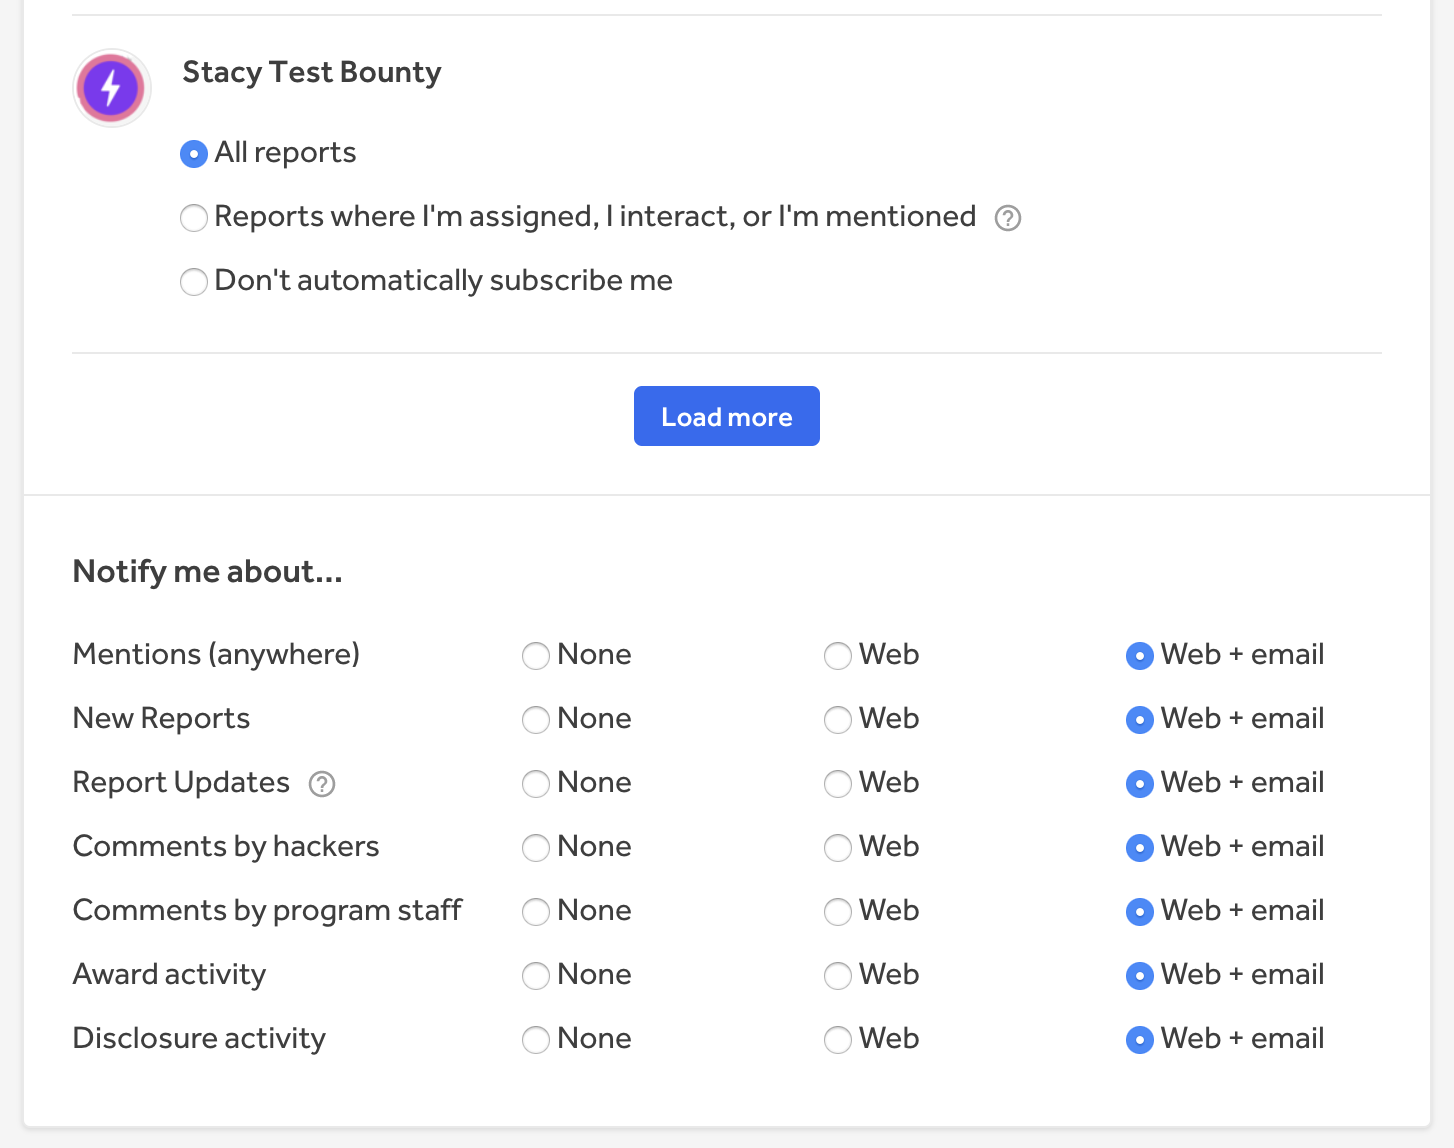 Stacy Test Bounty
All reports
Reports where I'm assigned, I interact, or I'm mentioned ?
Don't automatically subscribe me
Load more
Notify me about...
Mentions (anywhere) None Web Web + email
New Reports None Web Web + email
Report Updates ? None Web Web + email
Comments by hackers None Web Web + email
Comments by program staff None Web Web + email
Award activity None Web Web + email
Disclosure activity None Web Web + email